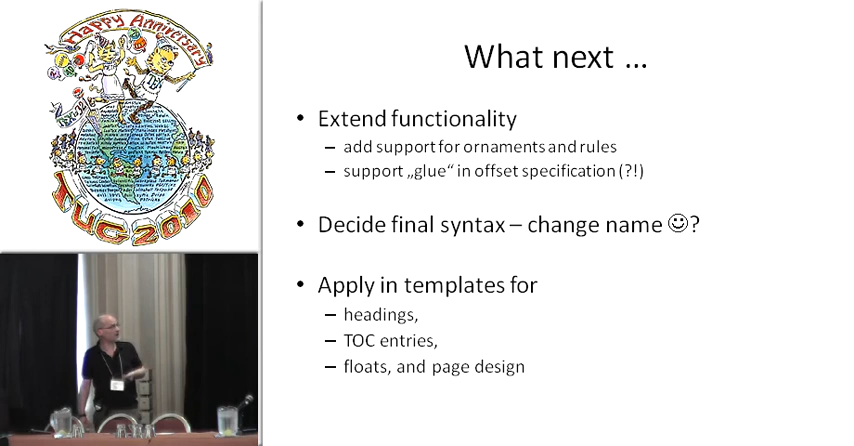 Happy Anniversary
TUG 2010
What next ...
• Extend functionality
– add support for ornaments and rules
– support „glue“ in offset specification (?!)
• Decide final syntax – change name ☺?
• Apply in templates for
– headings,
– TOC entries,
– floats, and page design